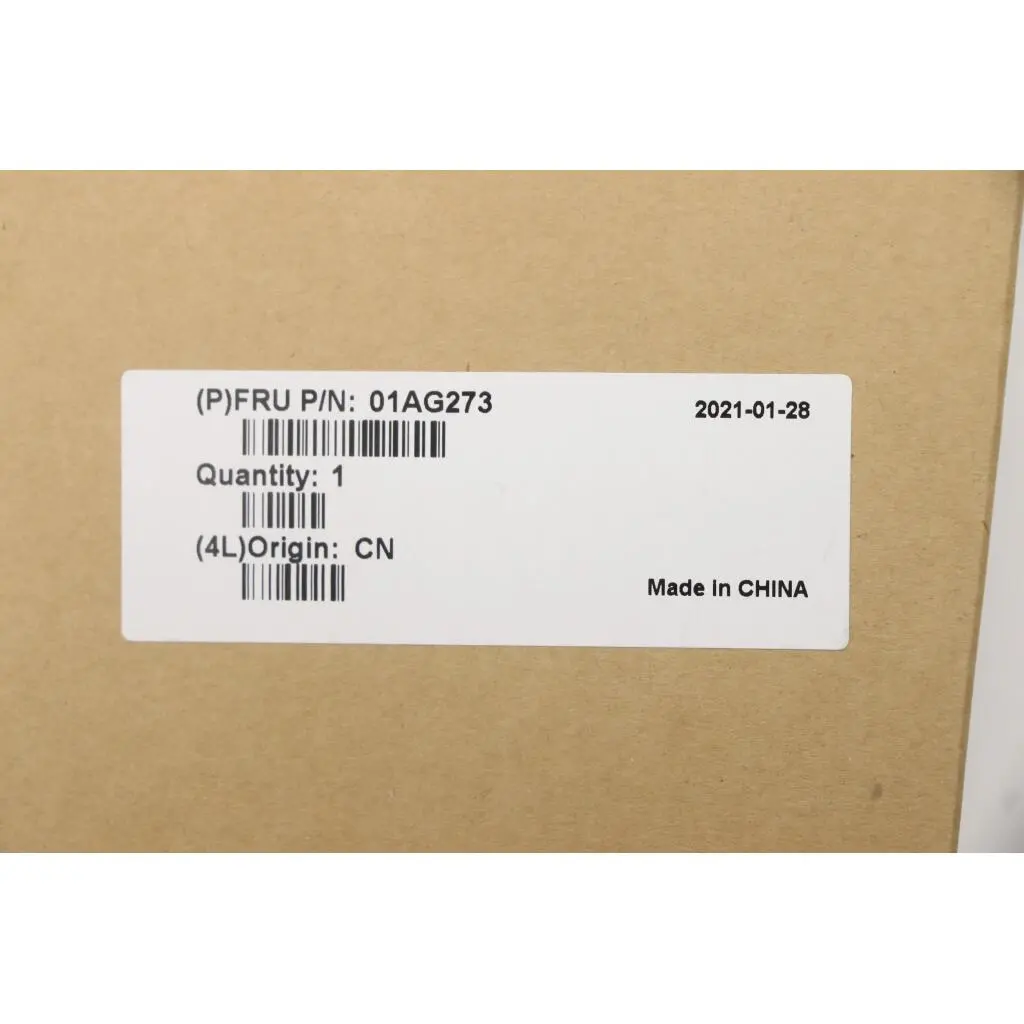 (P)FRU P/N: 01AG273
2021-01-28
Quantity: 1
(4L)Origin: CN
Made in CHINA